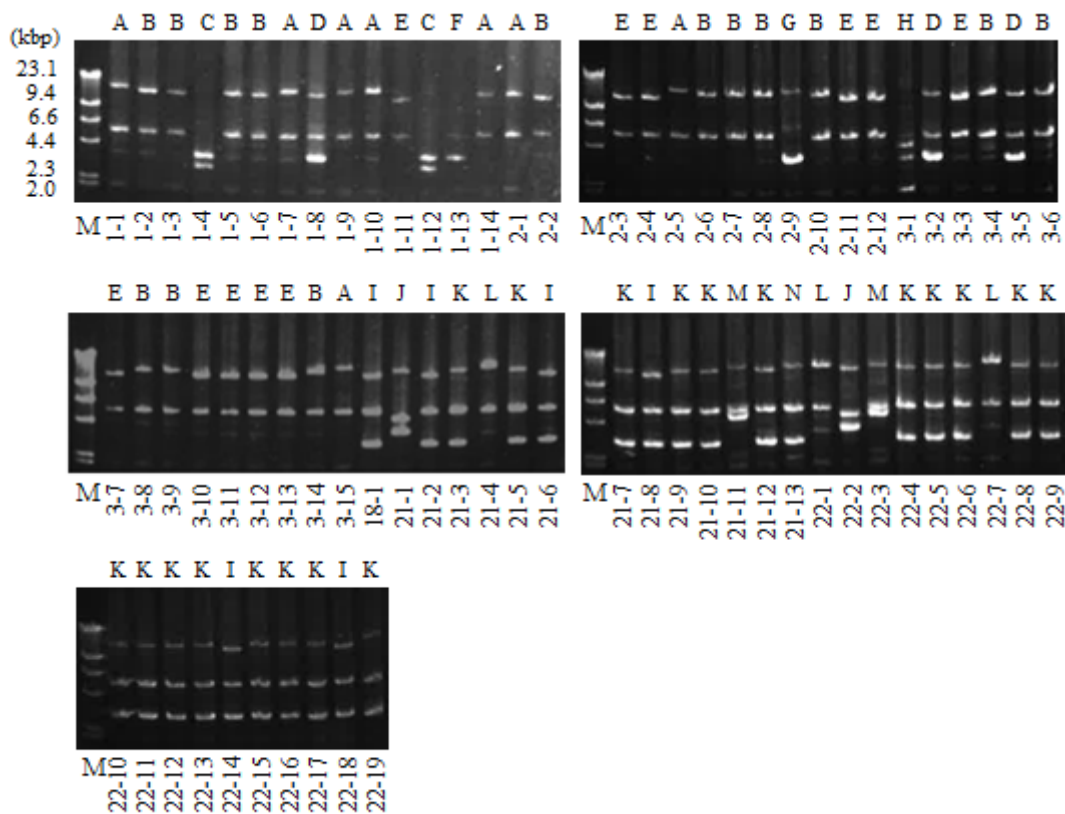 A B B C B B A D A A E C F A A B
(kbp)
23.1
9.4
6.6
4.4
2.3
2.0
M 1-1 1-2 1-3 1-4 1-5 1-6 1-7 1-8 1-9 1-10 1-11 1-12 1-13 1-14 2-1 2-2
E E A B B B G B E E H D E B D B
M 2-3 2-4 2-5 2-6 2-7 2-8 2-9 2-10 2-11 2-12 3-1 3-2 3-3 3-4 3-5 3-6
E B B E E E E B A I J I K L K I
M 3-7 3-8 3-9 3-10 3-11 3-12 3-13 3-14 3-15 18-1 21-1 21-2 21-3 21-4 21-5 21-6
K I K K M K N L J M K K K L K K
M 21-7 21-8 21-9 21-10 21-11 21-12 21-13 22-1 22-2 22-3 22-4 22-5 22-6 22-7 22-8 22-9
K K K K I K K K I K
M 22-10 22-11 22-12 22-13 22-14 22-15 22-16 22-17 22-18 22-19